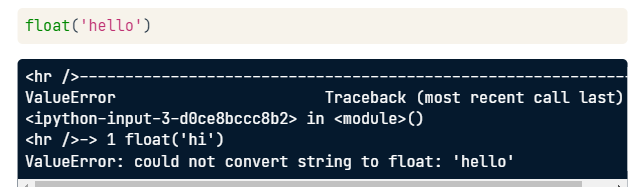 float('hello')
<hr />---------------------------------------------------------------
ValueError                       Traceback (most recent call last)
<ipython-input-3-d0ce8bccc8b2> in <module>()
<hr />-> 1 float('hi')
ValueError: could not convert string to float: 'hello'